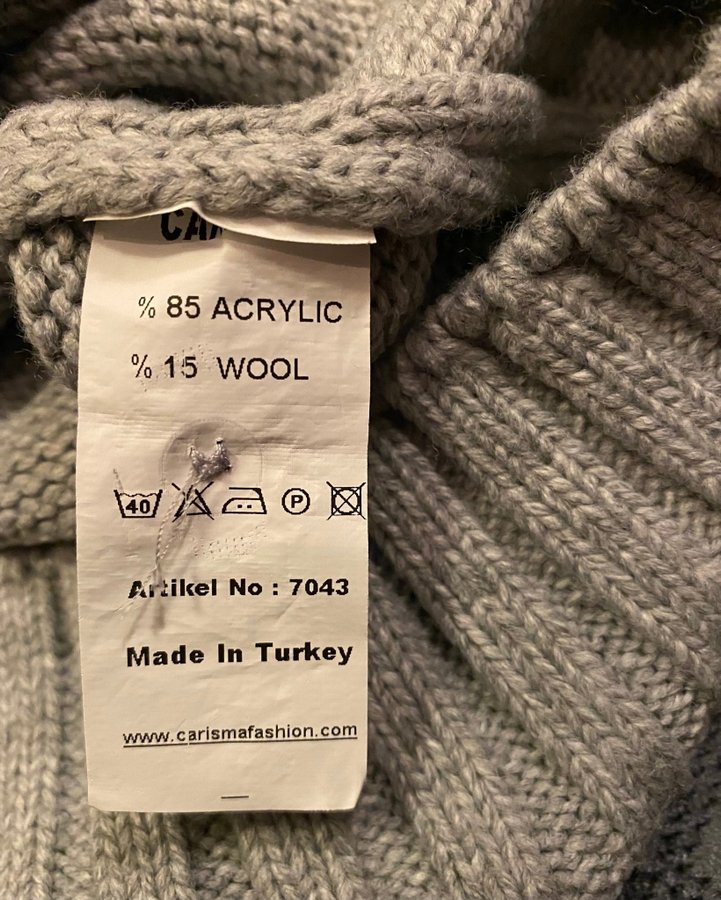 % 85 ACRYLIC
% 15 WOOL
40 P
Artikel No : 7043
Made In Turkey
www.carismafashion.com